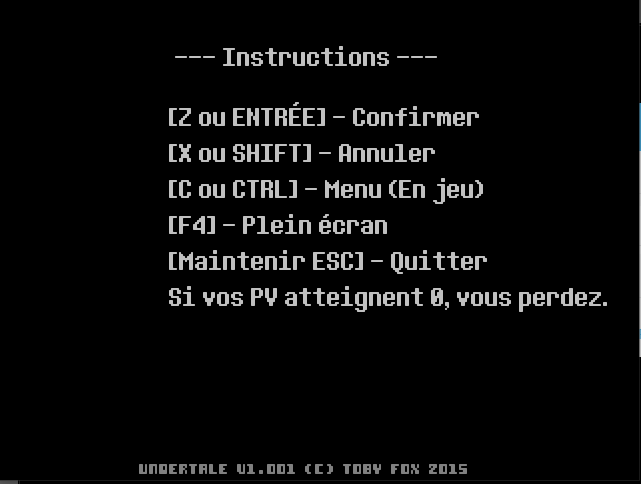 --- Instructions ---
[Z ou ENTRÉE] - Confirmer
[X ou SHIFT] - Annuler
[C ou CTRL] - Menu (En jeu)
[F4] - Plein écran
[Maintenir ESC] - Quitter
Si vos PV atteignent 0, vous perdez.
UNDERTALE V1.001 (C) TOBY FOX 2015